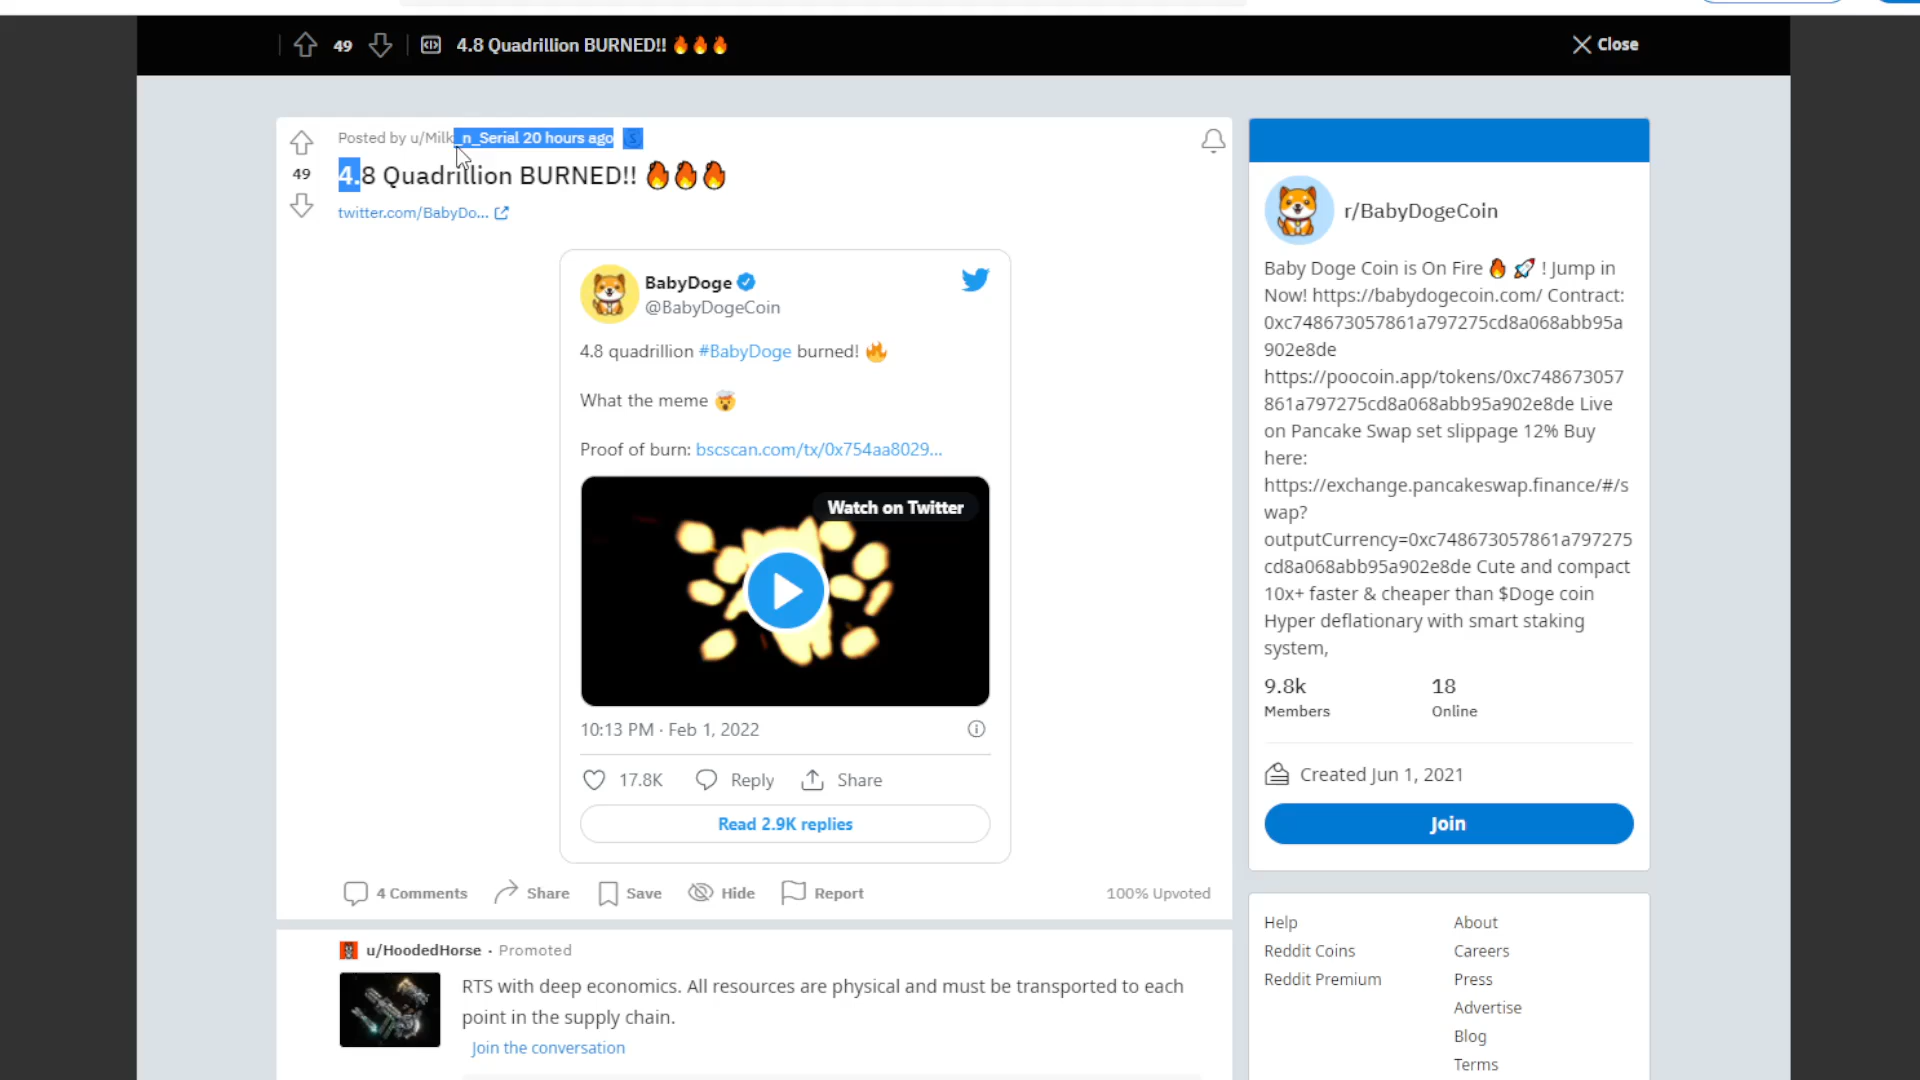 49 4.8 Quadrillion BURNED!! 🔥🔥🔥 Close
Posted by u/Milk_n_Serial 20 hours ago S
49
4.8 Quadrillion BURNED!! 🔥🔥🔥
twitter.com/BabyDo...
BabyDoge
@BabyDogeCoin
4.8 quadrillion #BabyDoge burned! 🔥
What the meme 🤯
Proof of burn: bscscan.com/tx/0x754aa8029...
Watch on Twitter
10:13 PM · Feb 1, 2022
17.8K Reply Share
Read 2.9K replies
4 Comments Share Save Hide Report 100% Upvoted
u/HoodedHorse · Promoted
RTS with deep economics. All resources are physical and must be transported to each
point in the supply chain.
Join the conversation
r/BabyDogeCoin
Baby Doge Coin is On Fire 🔥 🚀 ! Jump in
Now! https://babydogecoin.com/ Contract:
0xc748673057861a797275cd8a068abb95a
902e8de
https://poocoin.app/tokens/0xc748673057
861a797275cd8a068abb95a902e8de Live
on Pancake Swap set slippage 12% Buy
here:
https://exchange.pancakeswap.finance/#/s
wap?
outputCurrency=0xc748673057861a797275
cd8a068abb95a902e8de Cute and compact
10x+ faster & cheaper than $Doge coin
Hyper deflationary with smart staking
system,
9.8k 18
Members Online
Created Jun 1, 2021
Join
Help About
Reddit Coins Careers
Reddit Premium Press
Advertise
Blog
Terms